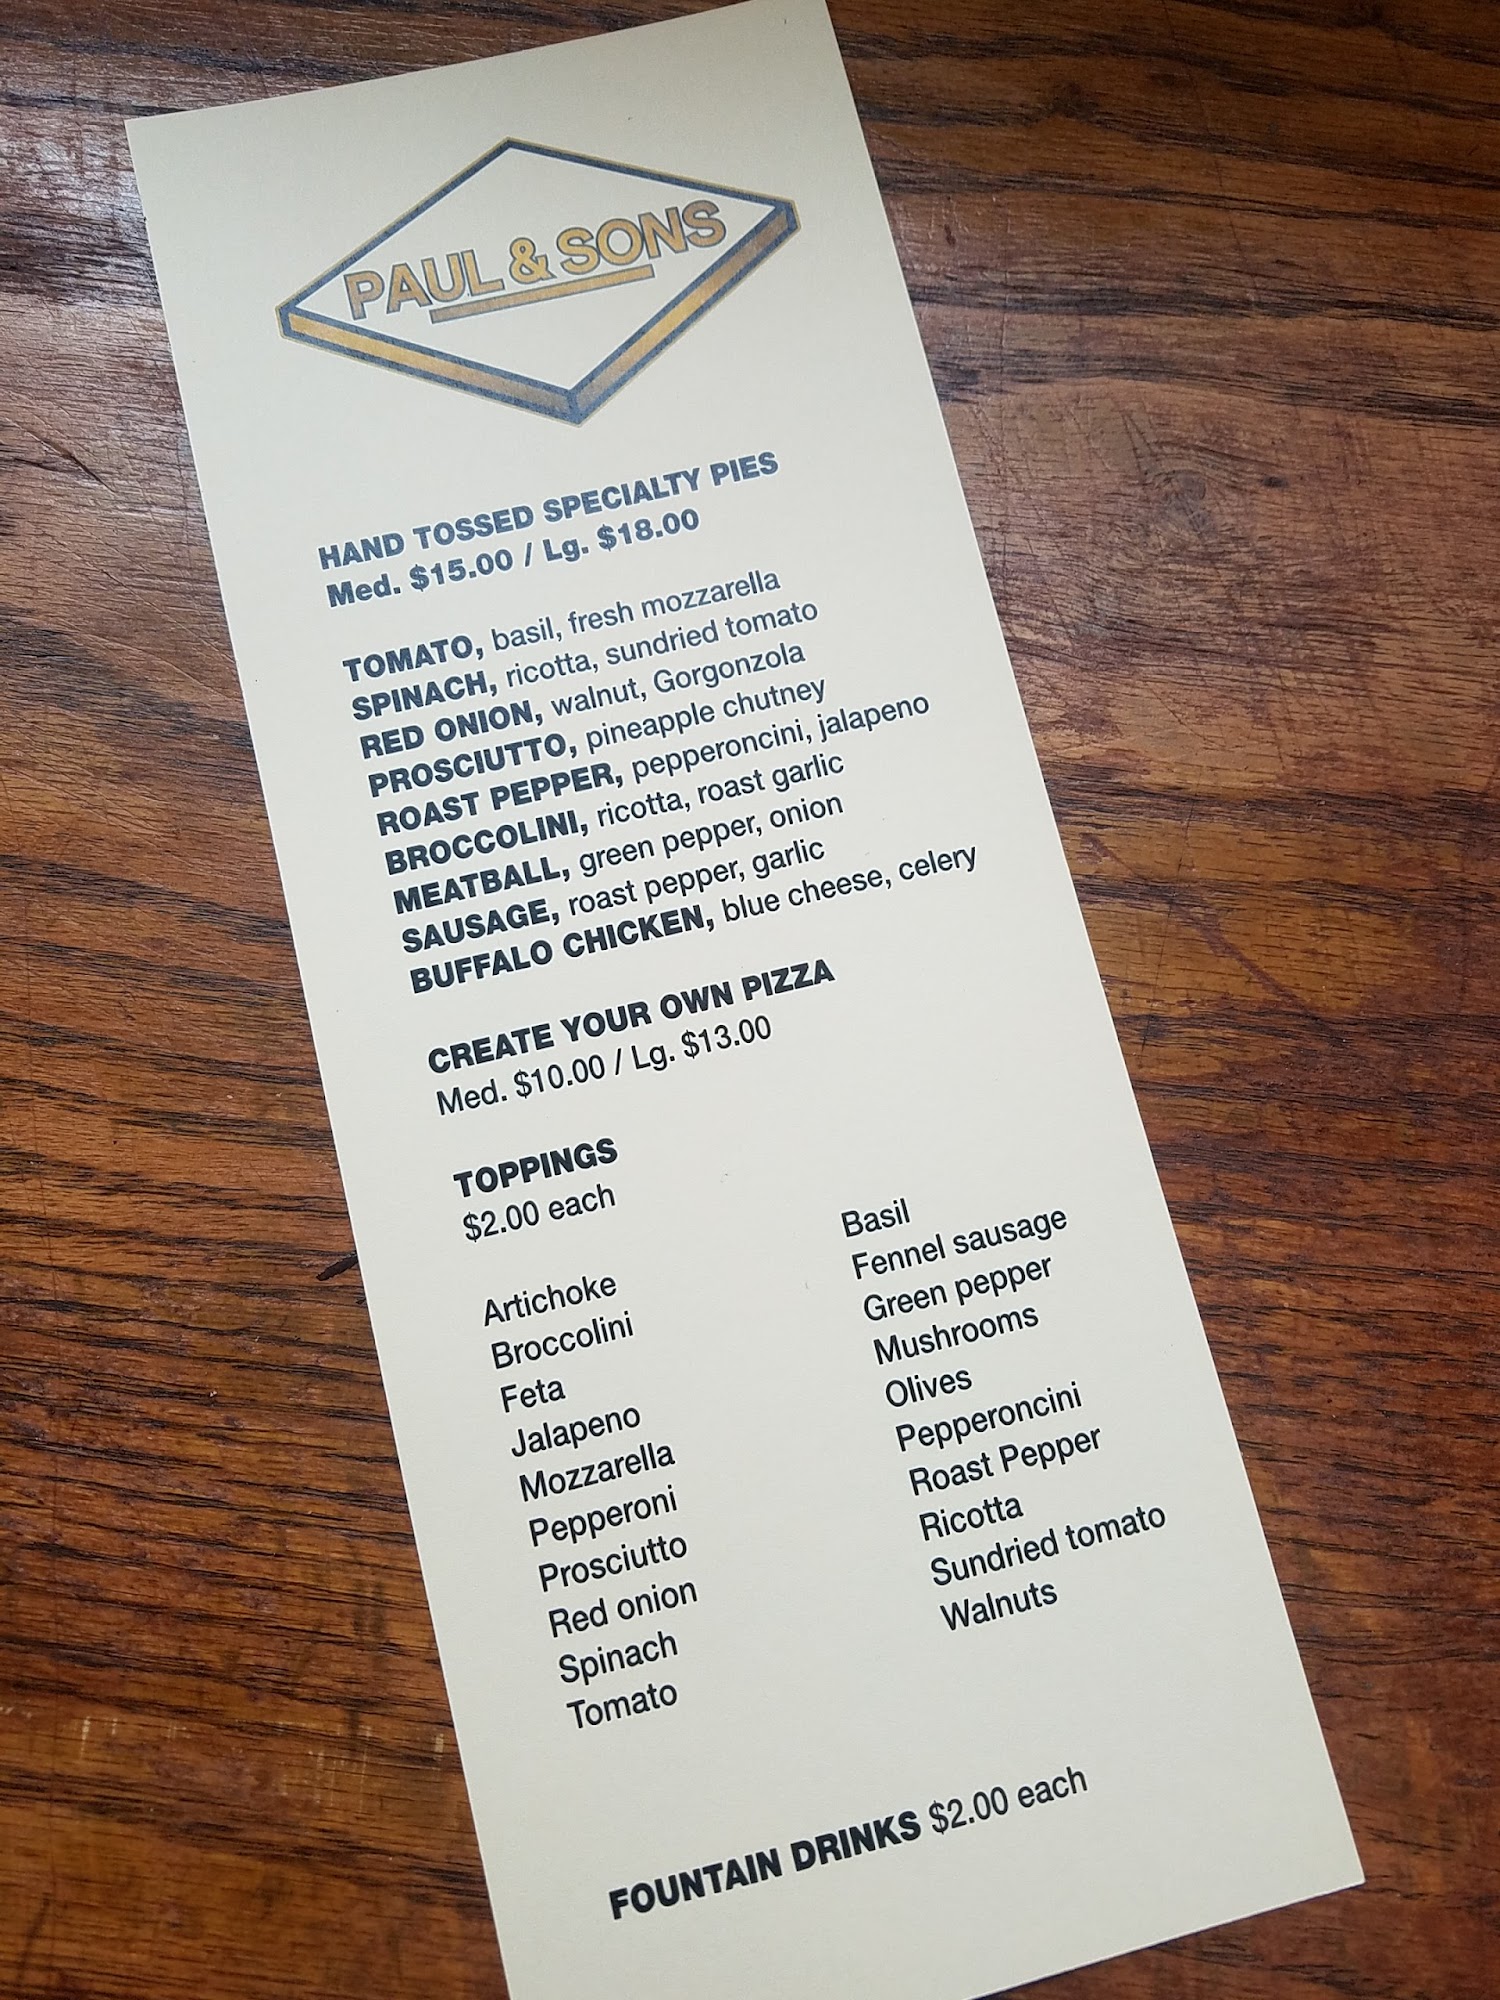 PAUL & SONS
HAND TOSSED SPECIALTY PIES
Med. $15.00 / Lg. $18.00
TOMATO, basil, fresh mozzarella
SPINACH, ricotta, sundried tomato
RED ONION, walnut, Gorgonzola
PROSCIUTTO, pineapple chutney
ROAST PEPPER, pepperoncini, jalapeno
BROCCOLINI, ricotta, roast garlic
MEATBALL, green pepper, onion
SAUSAGE, roast pepper, garlic
BUFFALO CHICKEN, blue cheese, celery
CREATE YOUR OWN PIZZA
Med. $10.00 / Lg. $13.00
TOPPINGS
$2.00 each
Artichoke
Broccolini
Feta
Jalapeno
Mozzarella
Pepperoni
Prosciutto
Red onion
Spinach
Tomato
Basil
Fennel sausage
Green pepper
Mushrooms
Olives
Pepperoncini
Roast Pepper
Ricotta
Sundried tomato
Walnuts
FOUNTAIN DRINKS $2.00 each